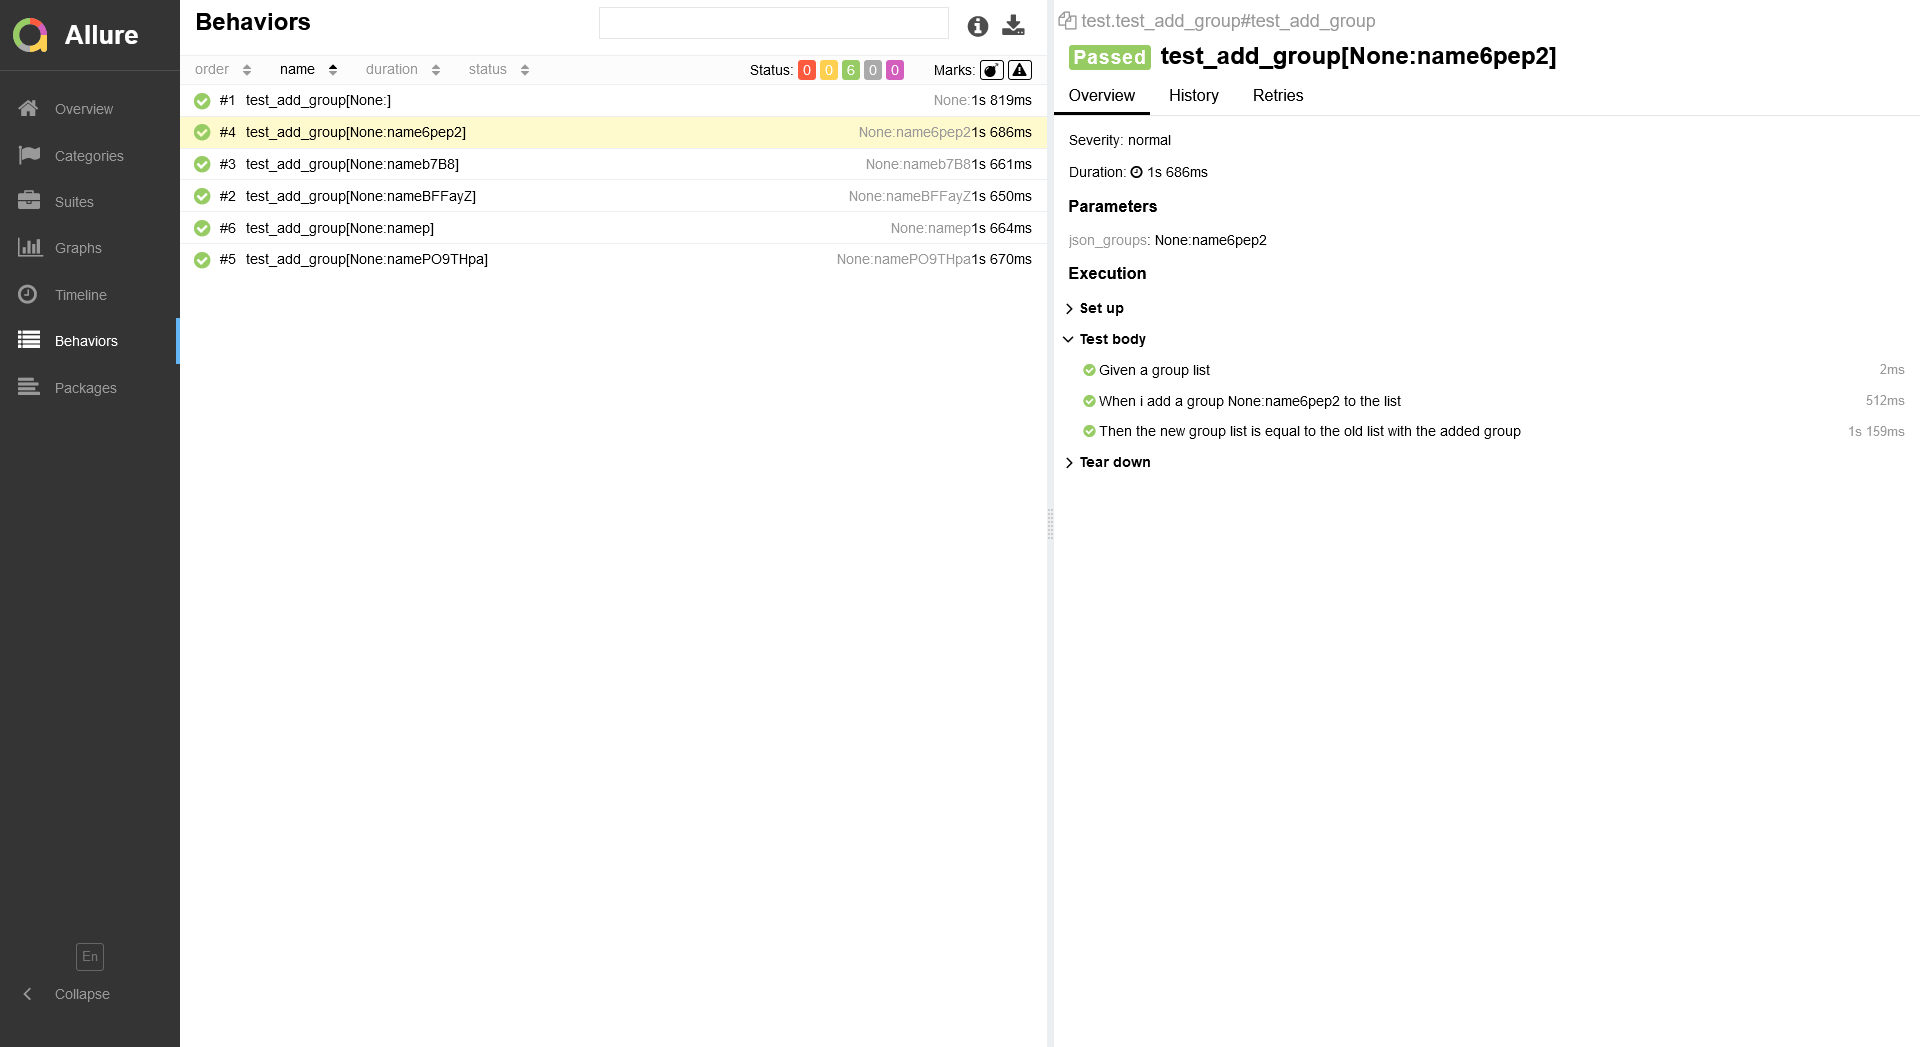 Allure
Overview
Categories
Suites
Graphs
Timeline
Behaviors
Packages
En
Collapse
Behaviors
order name duration status Status: 0 0 6 0 0 Marks:
#1 test_add_group[None:] None: 1s 819ms
#4 test_add_group[None:name6pep2] None:name6pep2 1s 686ms
#3 test_add_group[None:nameb7B8] None:nameb7B8 1s 661ms
#2 test_add_group[None:nameBFFayZ] None:nameBFFayZ 1s 650ms
#6 test_add_group[None:namep] None:namep 1s 664ms
#5 test_add_group[None:namePO9THpa] None:namePO9THpa 1s 670ms
test.test_add_group#test_add_group
Passed test_add_group[None:name6pep2]
Overview History Retries
Severity: normal
Duration: 1s 686ms
Parameters
json_groups: None:name6pep2
Execution
Set up
Test body
Given a group list 2ms
When i add a group None:name6pep2 to the list 512ms
Then the new group list is equal to the old list with the added group 1s 159ms
Tear down